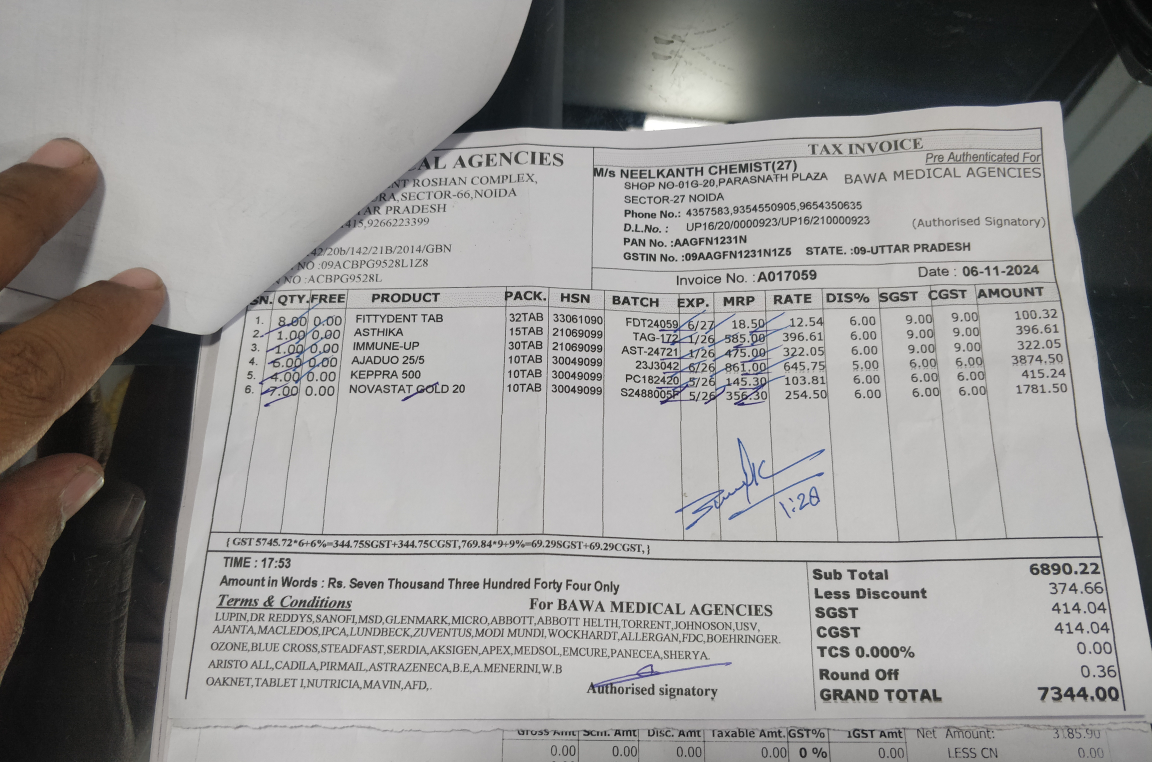 AL AGENCIES
NT ROSHAN COMPLEX,
RA,SECTOR-66,NOIDA
TAR PRADESH
415,9266223399
42/20b/142/21B/2014/GBN
NO :09ACBPG9528L1Z8
NO :ACBPG9528L
TAX INVOICE
M/s NEELKANTH CHEMIST(27)
SHOP NO-01G-20,PARASNATH PLAZA
SECTOR-27 NOIDA
Phone No.: 4357583,9354550905,9654350635
D.L.No. : UP16/20/0000923/UP16/210000923
PAN No. :AAGFN1231N
GSTIN No. :09AAGFN1231N1Z5 STATE. :09-UTTAR PRADESH
Pre Authenticated For
BAWA MEDICAL AGENCIES
(Authorised Signatory)
Invoice No. : A017059 Date : 06-11-2024
SN. QTY. FREE PRODUCT PACK. HSN BATCH EXP. MRP RATE DIS% SGST CGST AMOUNT
1. 8.00 0.00 FITTYDENT TAB 32TAB 33061090 FDT24059 6/27 18.50 12.54 6.00 9.00 9.00 100.32
2. 1.00 0.00 ASTHIKA 15TAB 21069099 TAG-172 1/26 585.00 396.61 6.00 9.00 9.00 396.61
3. 1.00 0.00 IMMUNE-UP 30TAB 21069099 AST-24721 1/26 475.00 322.05 6.00 9.00 9.00 322.05
4. 6.00 0.00 AJADUO 25/5 10TAB 30049099 23J3042 6/26 861.00 645.75 5.00 6.00 6.00 3874.50
5. 4.00 0.00 KEPPRA 500 10TAB 30049099 PC182420 5/26 145.30 103.81 6.00 6.00 6.00 415.24
6. 7.00 0.00 NOVASTAT GOLD 20 10TAB 30049099 5/26 356.30 254.50 6.00 6.00 6.00 1781.50
1:28
{ GST 5745.72*6+6%=344.75SGST+344.75CGST,769.84*9+9%=69.29SGST+69.29CGST,}
TIME : 17:53
Amount in Words : Rs. Seven Thousand Three Hundred Forty Four Only
Terms & Conditions For BAWA MEDICAL AGENCIES
LUPIN,DR REDDYS,SANOFI,MSD,GLENMARK,MICRO,ABBOTT,ABBOTT HELTH,TORRENT,JOHNSON,USV,
AJANTA,MACLEDOS,IPCA,LUNDBECK,ZUVENTUS,MODI MUNDI,WOCKHARDT,ALLERGAN,FDC,BOEHRINGER.
OZONE,BLUE CROSS,STEADFAST,SERDIA,AKSIGEN,APEX,MEDSOL,EMCURE,PANECEA,SHERYA.
ARISTO ALL,CADILA,PIRMAIL,ASTRAZENECA,B.E.A.MENERINI,W.B
OAKNET,TABLET I,NUTRICIA,MAVIN,AFD,.
Authorised signatory
Sub Total 6890.22
Less Discount 374.66
SGST 414.04
CGST 414.04
TCS 0.000% 0.00
Round Off 0.36
GRAND TOTAL 7344.00
Gross Amt Scm. Amt Disc. Amt Taxable Amt. GST% IGST Amt Net Amount: 3185.90
0.00 0.00 0.00 0.00 0 % 0.00 LESS CN 0.00